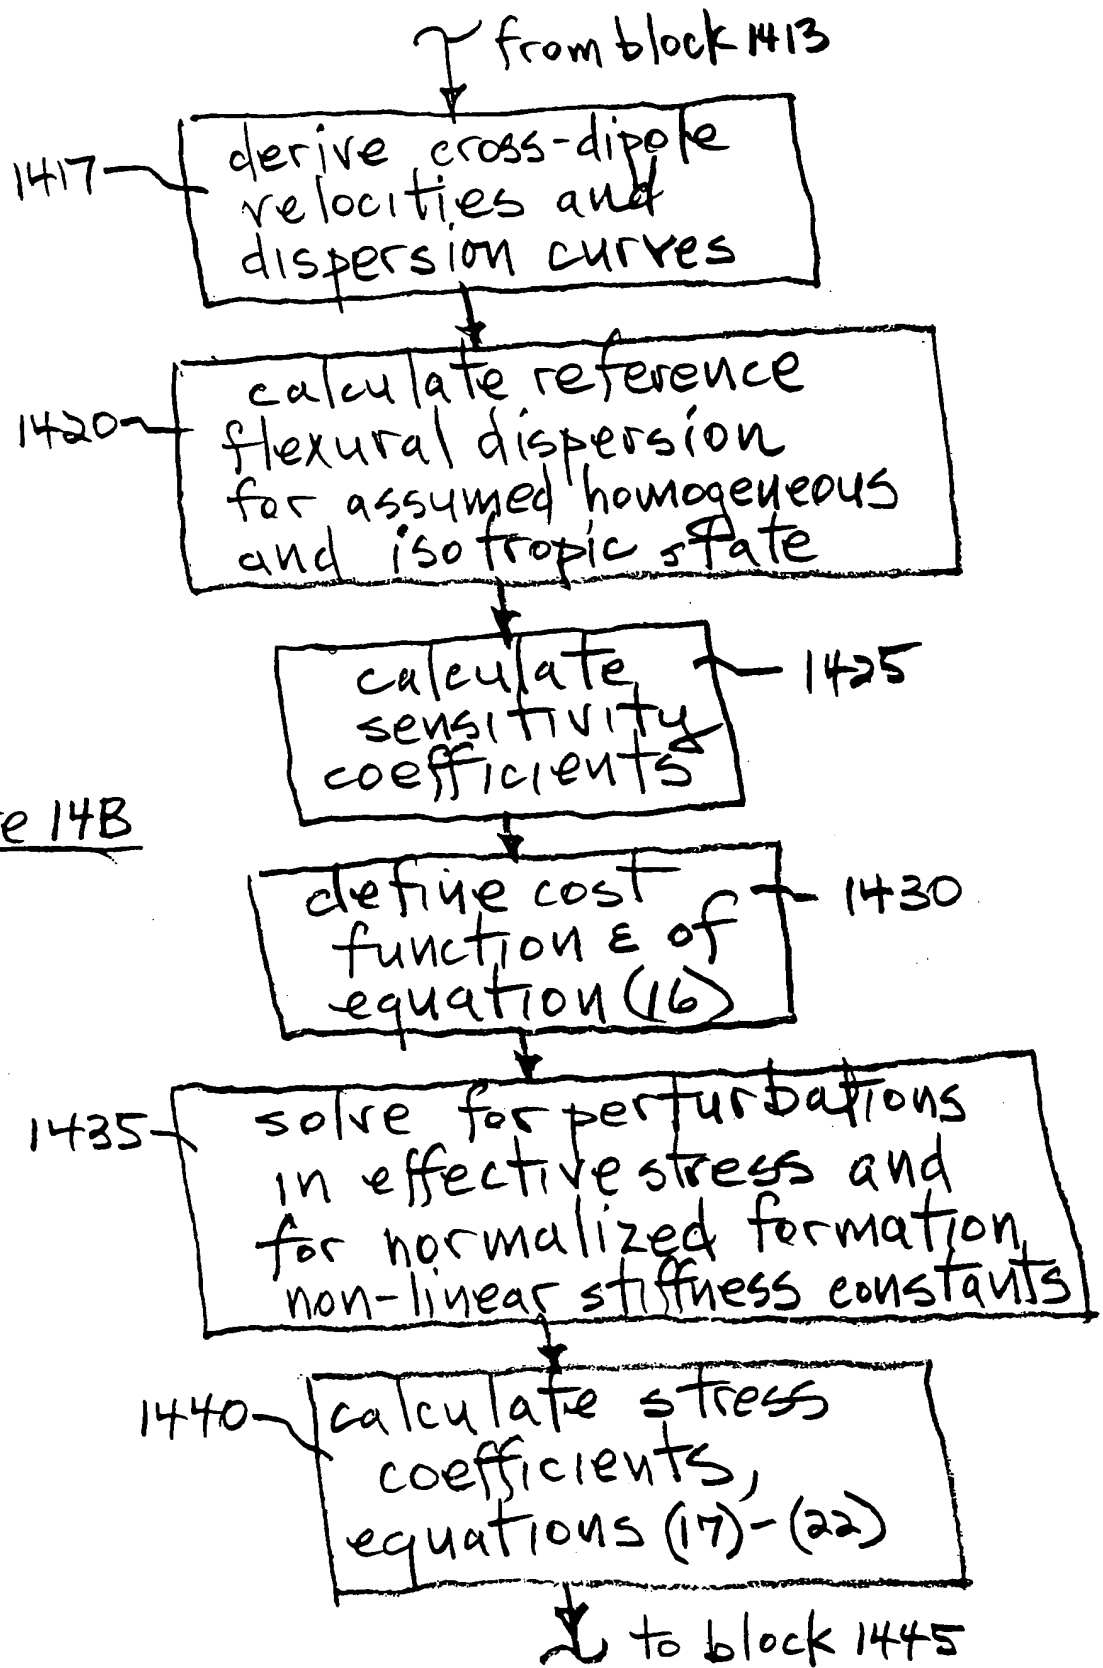 from block 1413
derive cross-dipole
1417
velocities and
dispersion curves
calculate reference
1420
flexural dispersion
for assumed homogeneous
and isotropic state
calculate
1425
sensitivity
coefficients
14B
define cost
1430
function ε of
equation (16)
1435
solve for perturbations
in effective stress and
for normalized formation
non-linear stiffness constants
1440
calculate stress
coefficients,
equations (17)-(22)
to block 1445